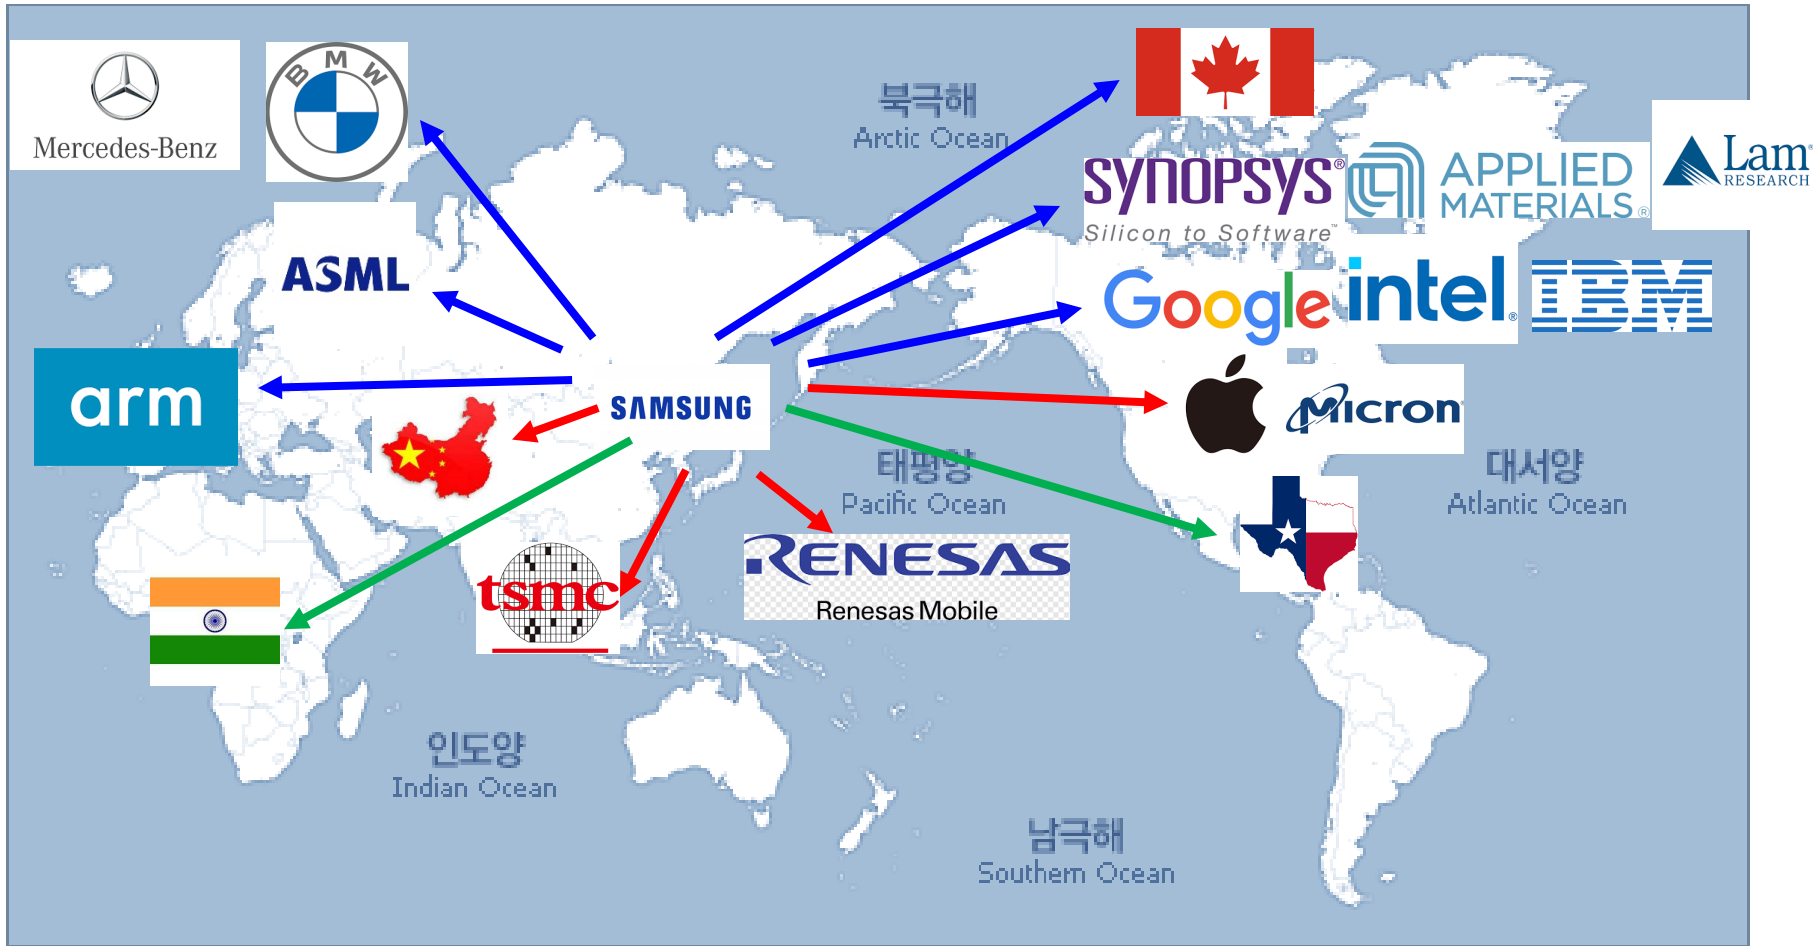 Mercedes-Benz
BMW
북극해
Arctic Ocean
SYNOPSYS®
Silicon to Software™
APPLIED
MATERIALS®
Lam®
RESEARCH
ASML
Google
intel®
IBM
arm
SAMSUNG
Micron®
태평양
Pacific Ocean
대서양
Atlantic Ocean
tsmc
RENESAS
Renesas Mobile
인도양
Indian Ocean
남극해
Southern Ocean